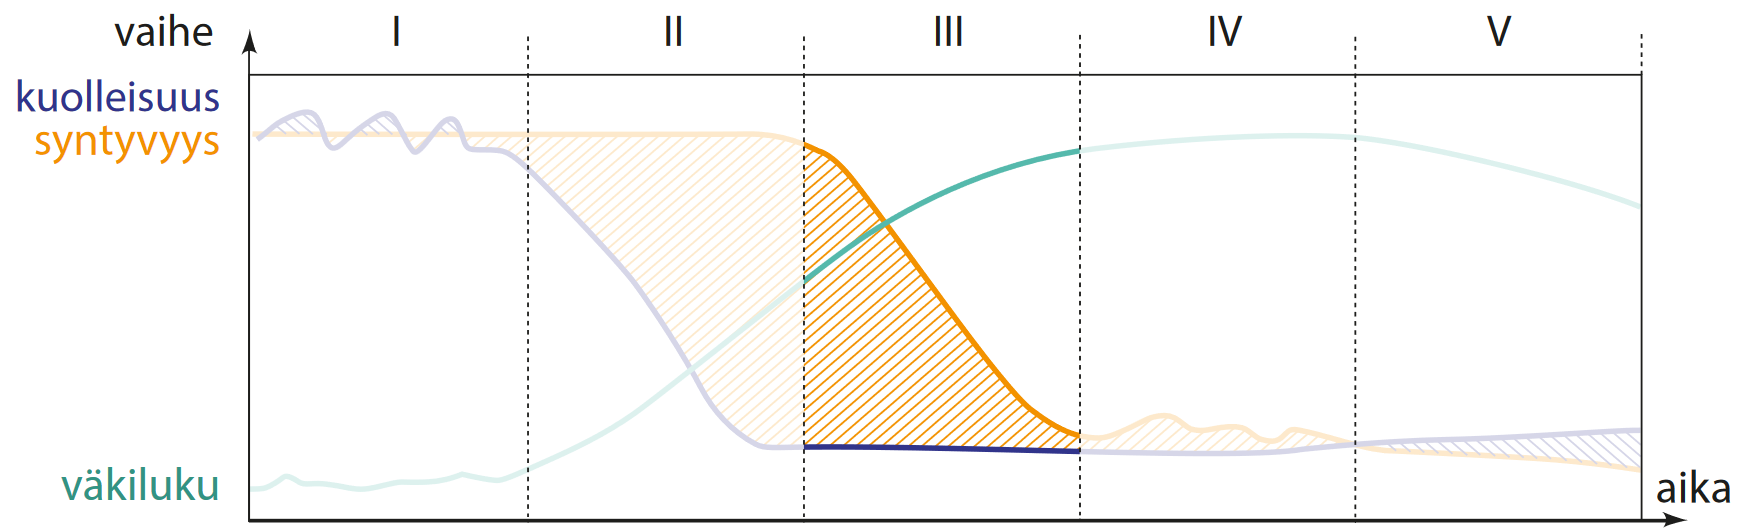 vaihe I II III IV V
kuolleisuus
syntyvyys
väkiluku
aika